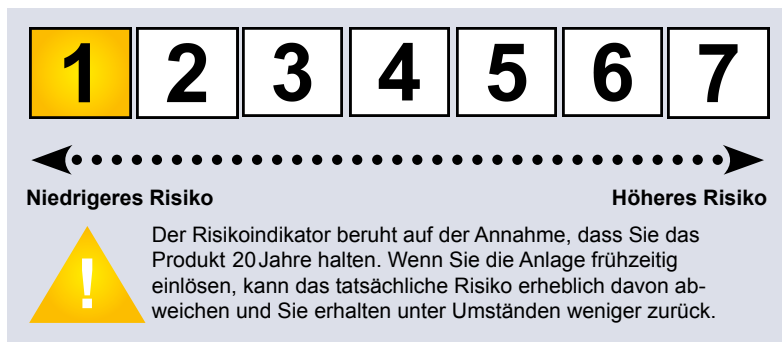 1 2 3 4 5 6 7
Niedrigeres Risiko Höheres Risiko
!
Der Risikoindikator beruht auf der Annahme, dass Sie das
Produkt 20 Jahre halten. Wenn Sie die Anlage frühzeitig
einlösen, kann das tatsächliche Risiko erheblich davon ab-
weichen und Sie erhalten unter Umständen weniger zurück.